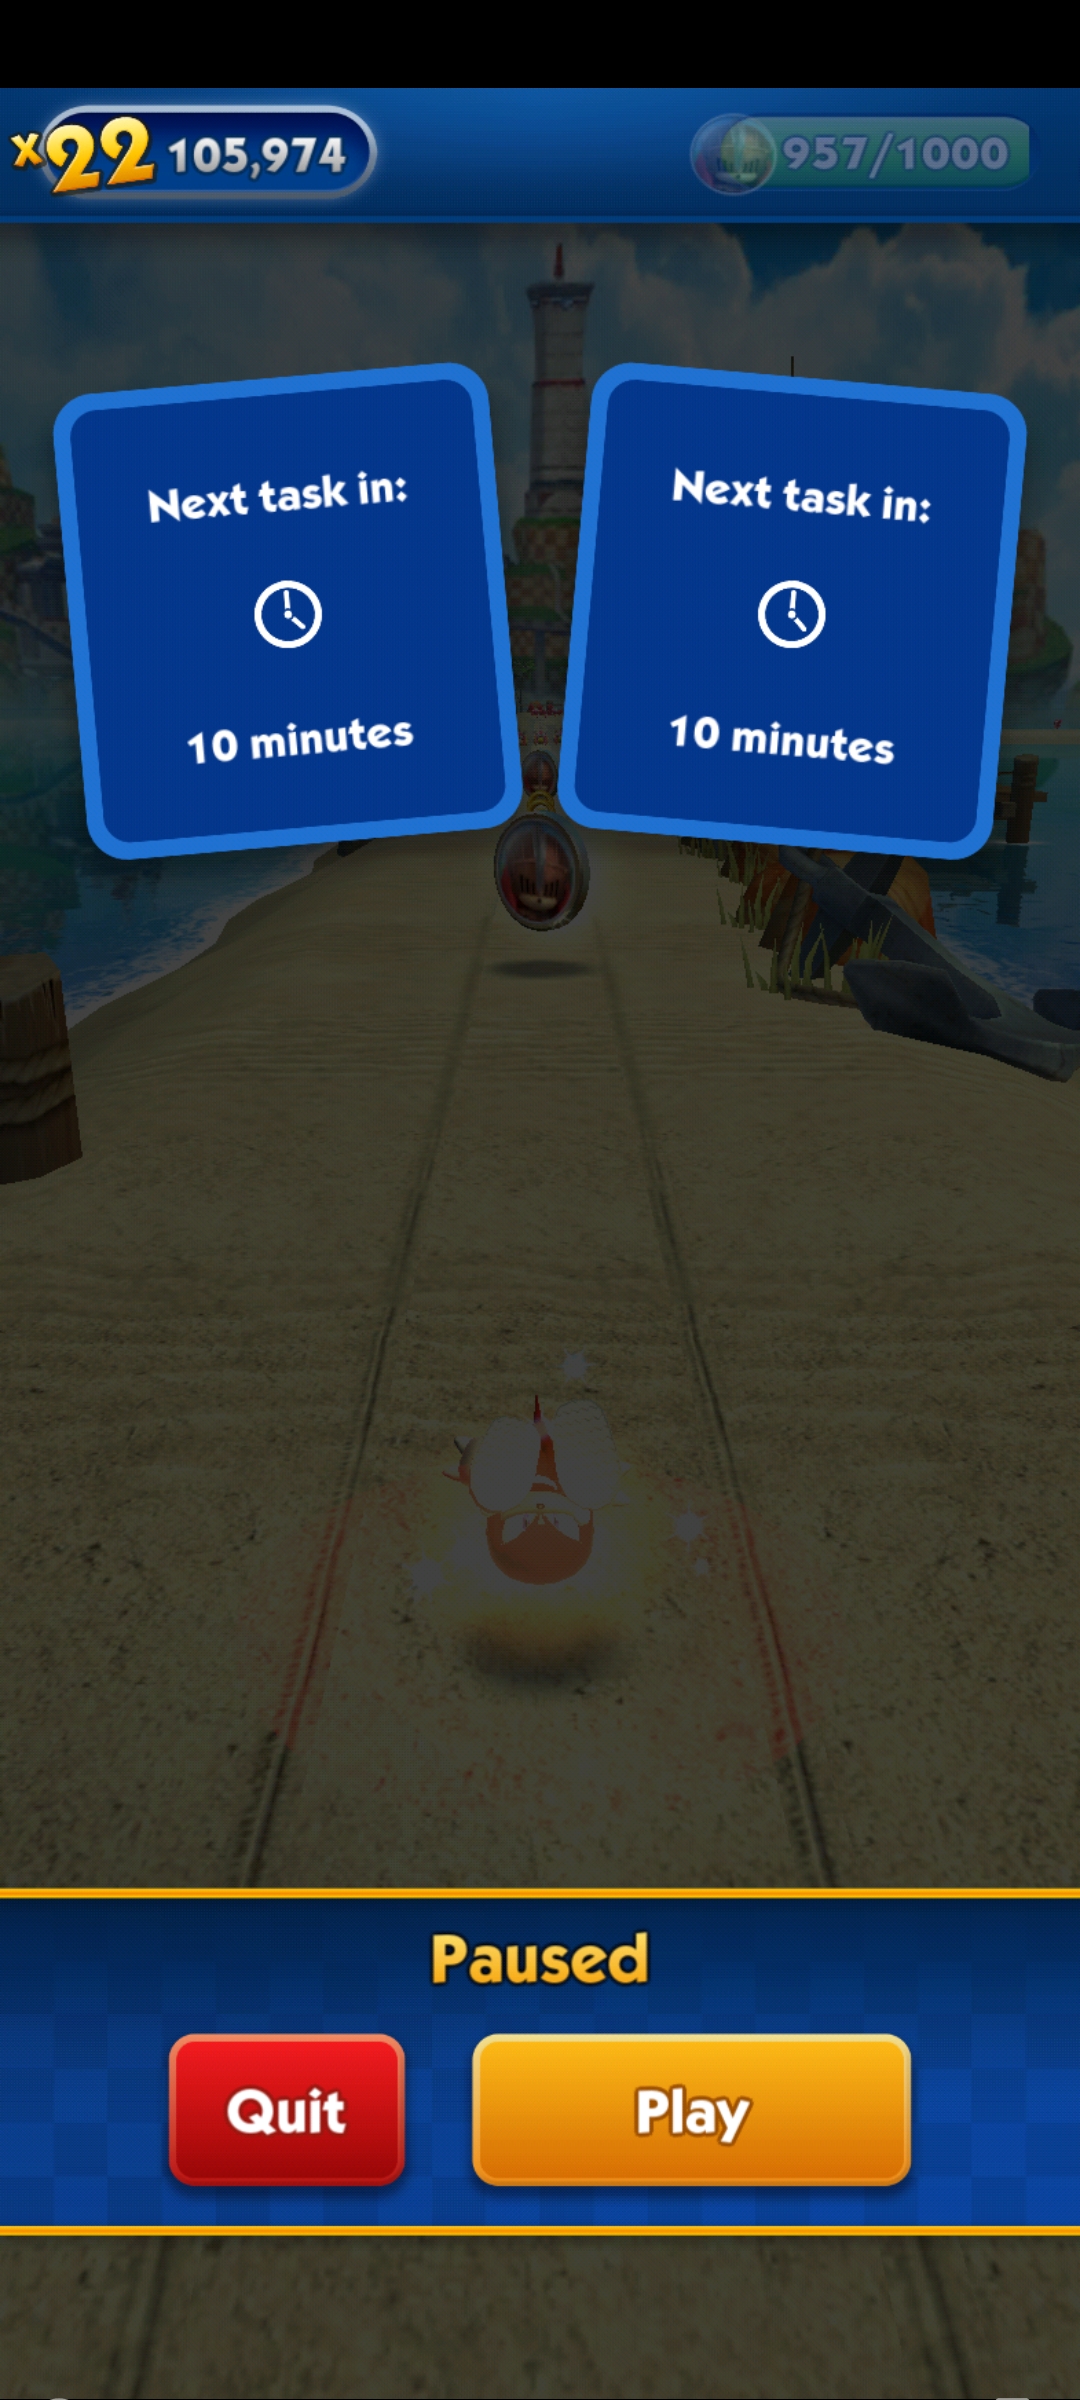 x22 105,974
957/1000
Next task in:
10 minutes
Next task in:
10 minutes
Paused
Quit
Play